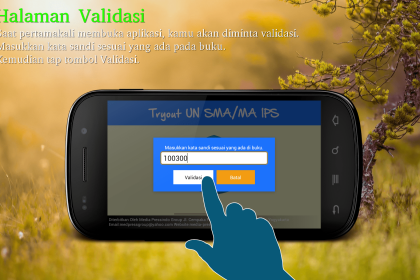 Halaman Validasi
Saat pertamakali membuka aplikasi, kamu akan diminta validasi.
Masukkan kata sandi sesuai yang ada pada buku.
Kemudian tap tombol Validasi.
Tryout UN SMA/MA IPS
Masukkan kata sandi sesuai yang ada di buku.
100300
Validasi
Batal